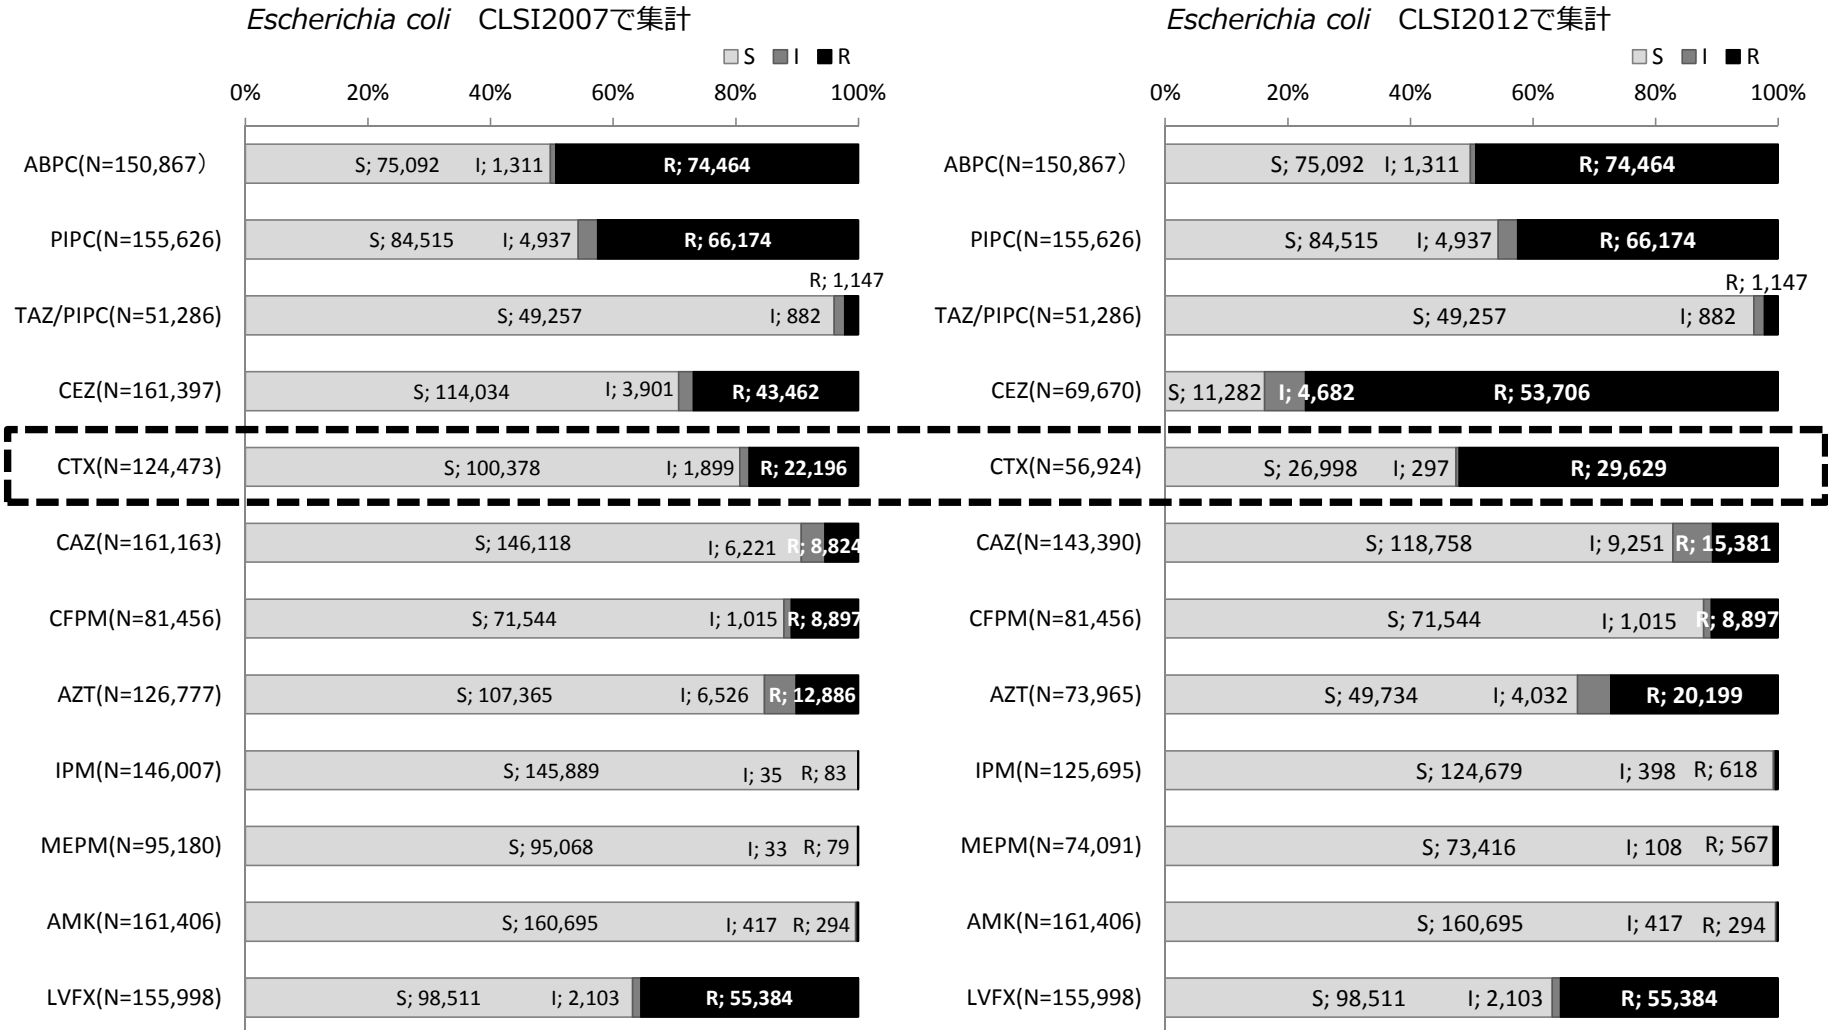 Escherichia coli　CLSI2007で集計
S I R
0% 20% 40% 60% 80% 100%
ABPC(N=150,867） S; 75,092 I; 1,311 R; 74,464
PIPC(N=155,626) S; 84,515 I; 4,937 R; 66,174
R; 1,147
TAZ/PIPC(N=51,286) S; 49,257 I; 882
CEZ(N=161,397) S; 114,034 I; 3,901 R; 43,462
CTX(N=124,473) S; 100,378 I; 1,899 R; 22,196
CAZ(N=161,163) S; 146,118 I; 6,221 R; 8,824
CFPM(N=81,456) S; 71,544 I; 1,015 R; 8,897
AZT(N=126,777) S; 107,365 I; 6,526 R; 12,886
IPM(N=146,007) S; 145,889 I; 35 R; 83
MEPM(N=95,180) S; 95,068 I; 33 R; 79
AMK(N=161,406) S; 160,695 I; 417 R; 294
LVFX(N=155,998) S; 98,511 I; 2,103 R; 55,384
Escherichia coli　CLSI2012で集計
S I R
0% 20% 40% 60% 80% 100%
ABPC(N=150,867） S; 75,092 I; 1,311 R; 74,464
PIPC(N=155,626) S; 84,515 I; 4,937 R; 66,174
R; 1,147
TAZ/PIPC(N=51,286) S; 49,257 I; 882
CEZ(N=69,670) S; 11,282 I; 4,682 R; 53,706
CTX(N=56,924) S; 26,998 I; 297 R; 29,629
CAZ(N=143,390) S; 118,758 I; 9,251 R; 15,381
CFPM(N=81,456) S; 71,544 I; 1,015 R; 8,897
AZT(N=73,965) S; 49,734 I; 4,032 R; 20,199
IPM(N=125,695) S; 124,679 I; 398 R; 618
MEPM(N=74,091) S; 73,416 I; 108 R; 567
AMK(N=161,406) S; 160,695 I; 417 R; 294
LVFX(N=155,998) S; 98,511 I; 2,103 R; 55,384